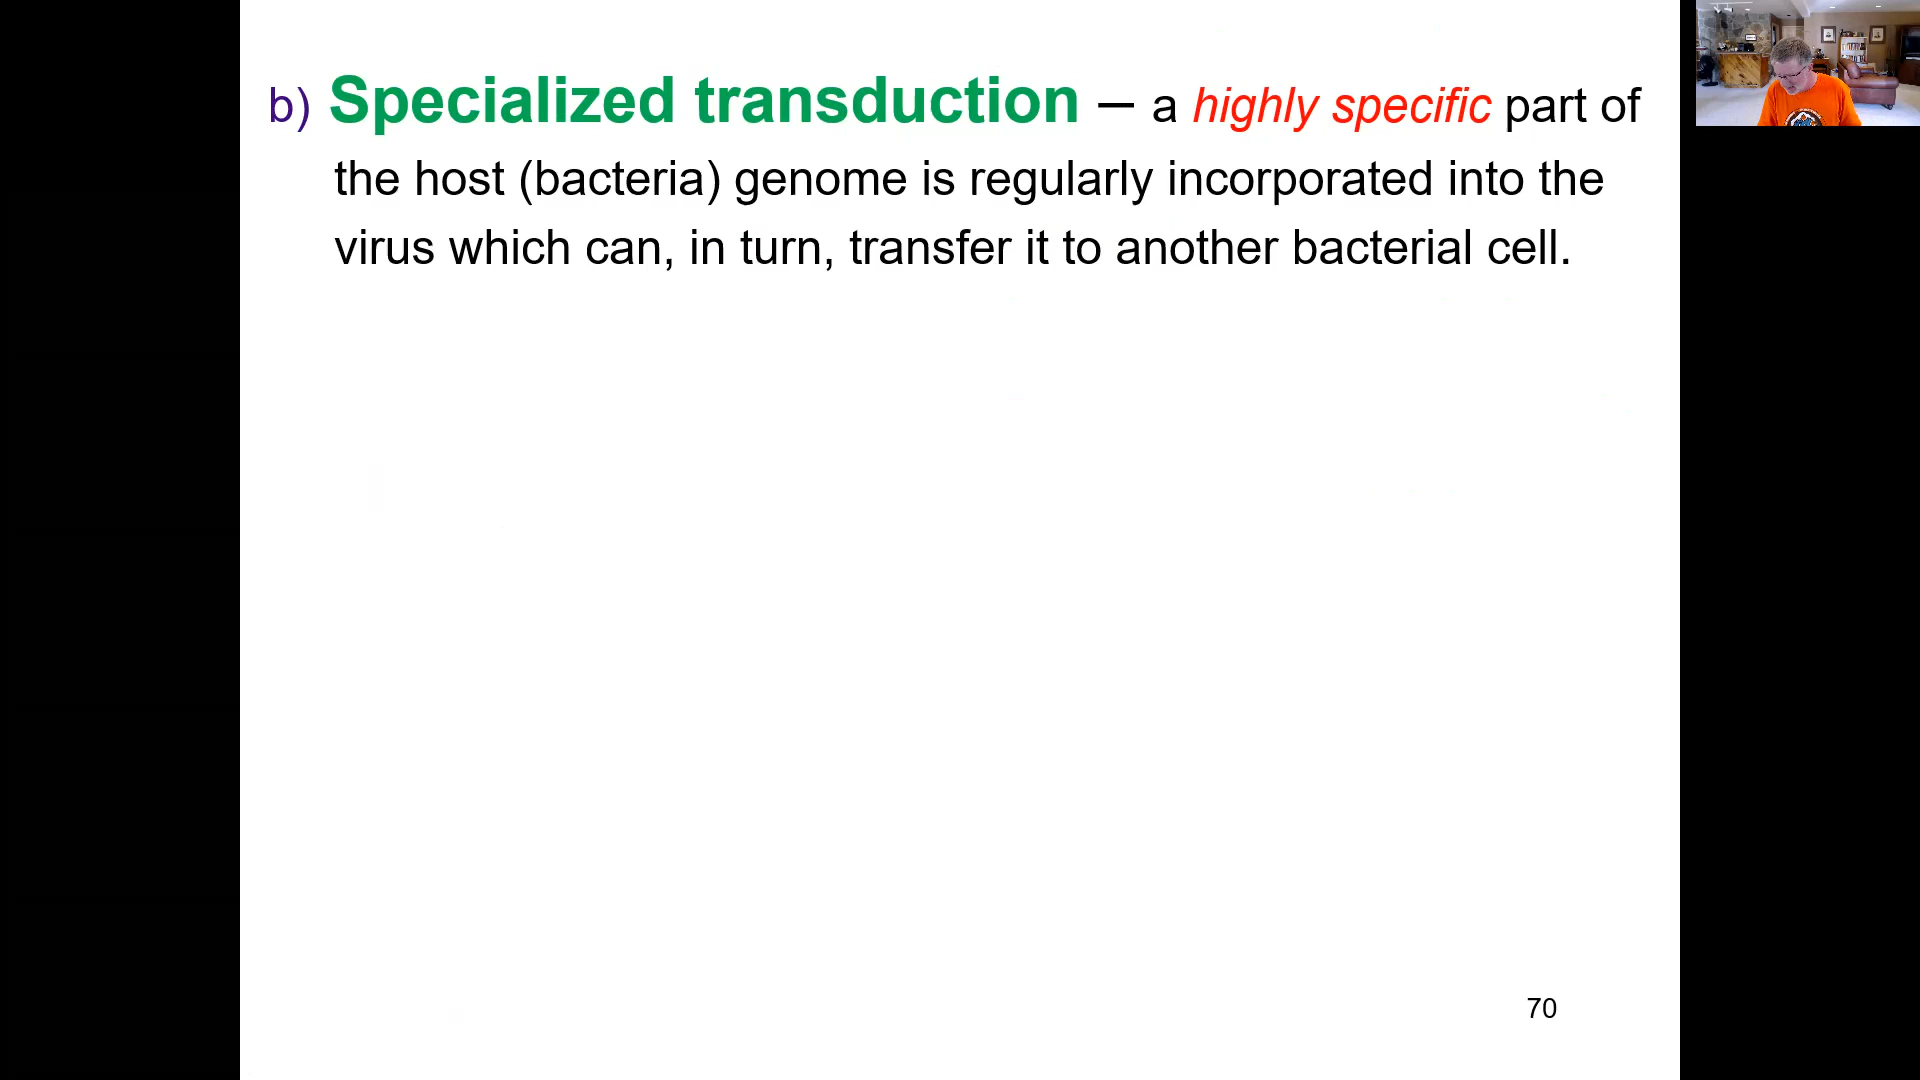 b) Specialized transduction – a highly specific part of
the host (bacteria) genome is regularly incorporated into the
virus which can, in turn, transfer it to another bacterial cell.
70